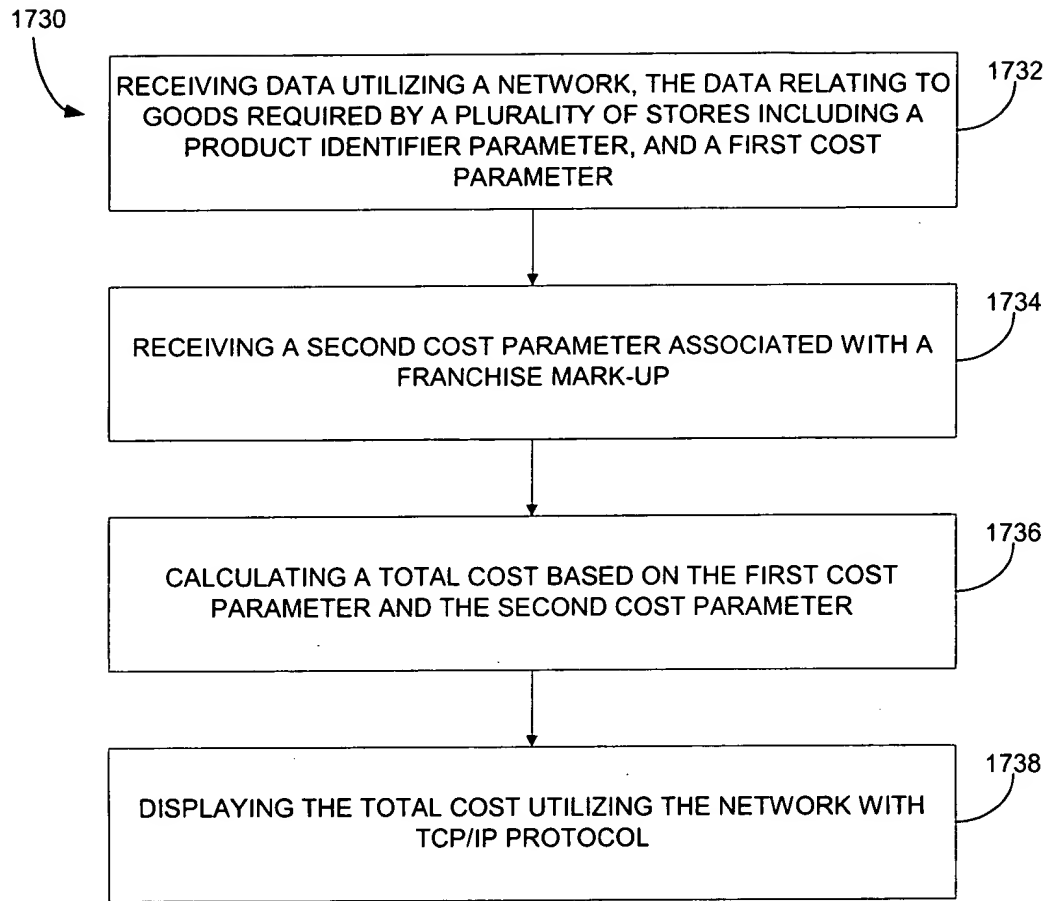 1730
1732
RECEIVING DATA UTILIZING A NETWORK, THE DATA RELATING TO
GOODS REQUIRED BY A PLURALITY OF STORES INCLUDING A
PRODUCT IDENTIFIER PARAMETER, AND A FIRST COST
PARAMETER
1734
RECEIVING A SECOND COST PARAMETER ASSOCIATED WITH A
FRANCHISE MARK-UP
1736
CALCULATING A TOTAL COST BASED ON THE FIRST COST
PARAMETER AND THE SECOND COST PARAMETER
1738
DISPLAYING THE TOTAL COST UTILIZING THE NETWORK WITH
TCP/IP PROTOCOL